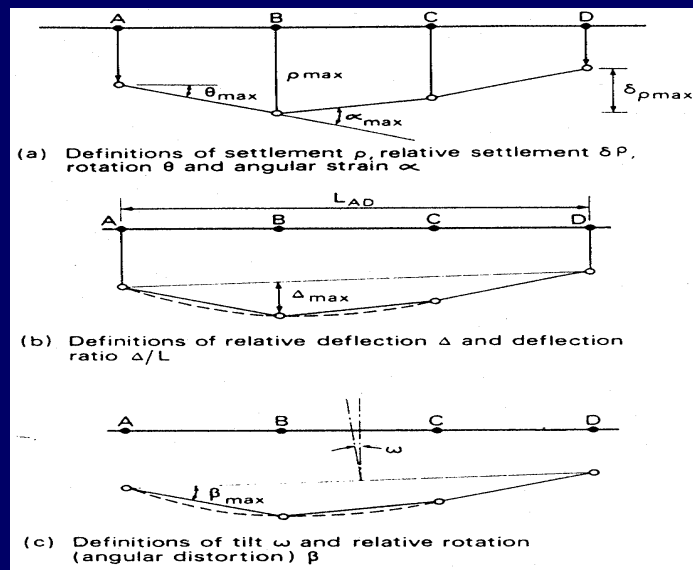 A B C D
ρmax
θmax
αmax
δρmax
(a) Definitions of settlement ρ, relative settlement δρ,
rotation θ and angular strain ∝
LAD
A B C D
Δmax
(b) Definitions of relative deflection Δ and deflection
ratio Δ/L
A B C D
ω
βmax
(c) Definitions of tilt ω and relative rotation
(angular distortion) β